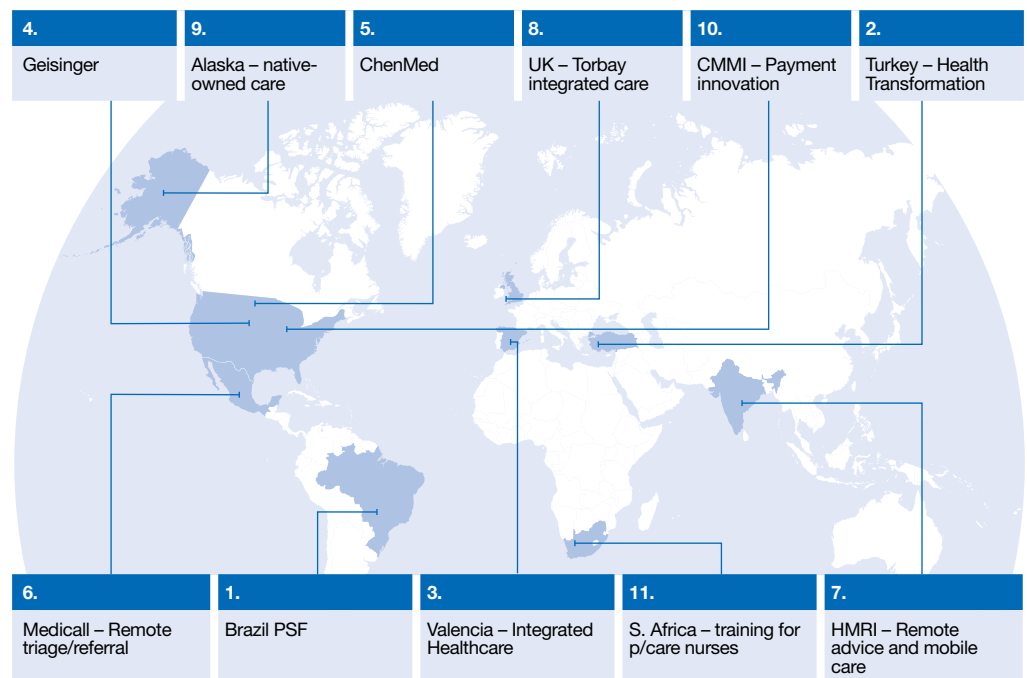 4.
Geisinger
9.
Alaska – native-
owned care
5.
ChenMed
8.
UK – Torbay
integrated care
10.
CMMI – Payment
innovation
2.
Turkey – Health
Transformation
6.
Medicall – Remote
triage/referral
1.
Brazil PSF
3.
Valencia – Integrated
Healthcare
11.
S. Africa – training for
p/care nurses
7.
HMRI – Remote
advice and mobile
care